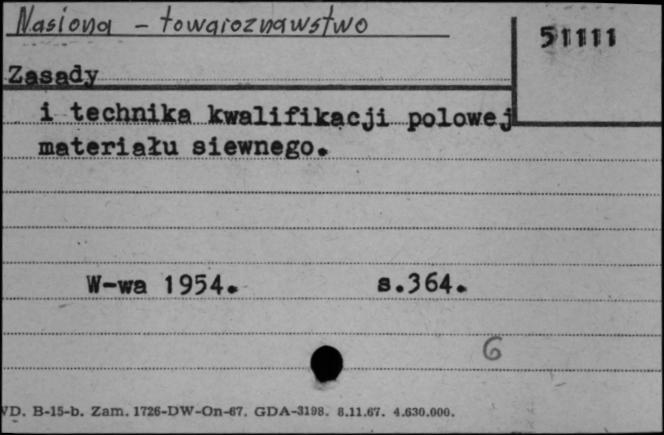 Nasiona - towaroznawstwo
51111
Zasady
i technika kwalifikacji polowej
materiału siewnego.
W-wa 1954. s.364.
6
VD. B-15-b. Zam. 1726-DW-On-67. GDA-3198. 8.11.67. 4.630.000.